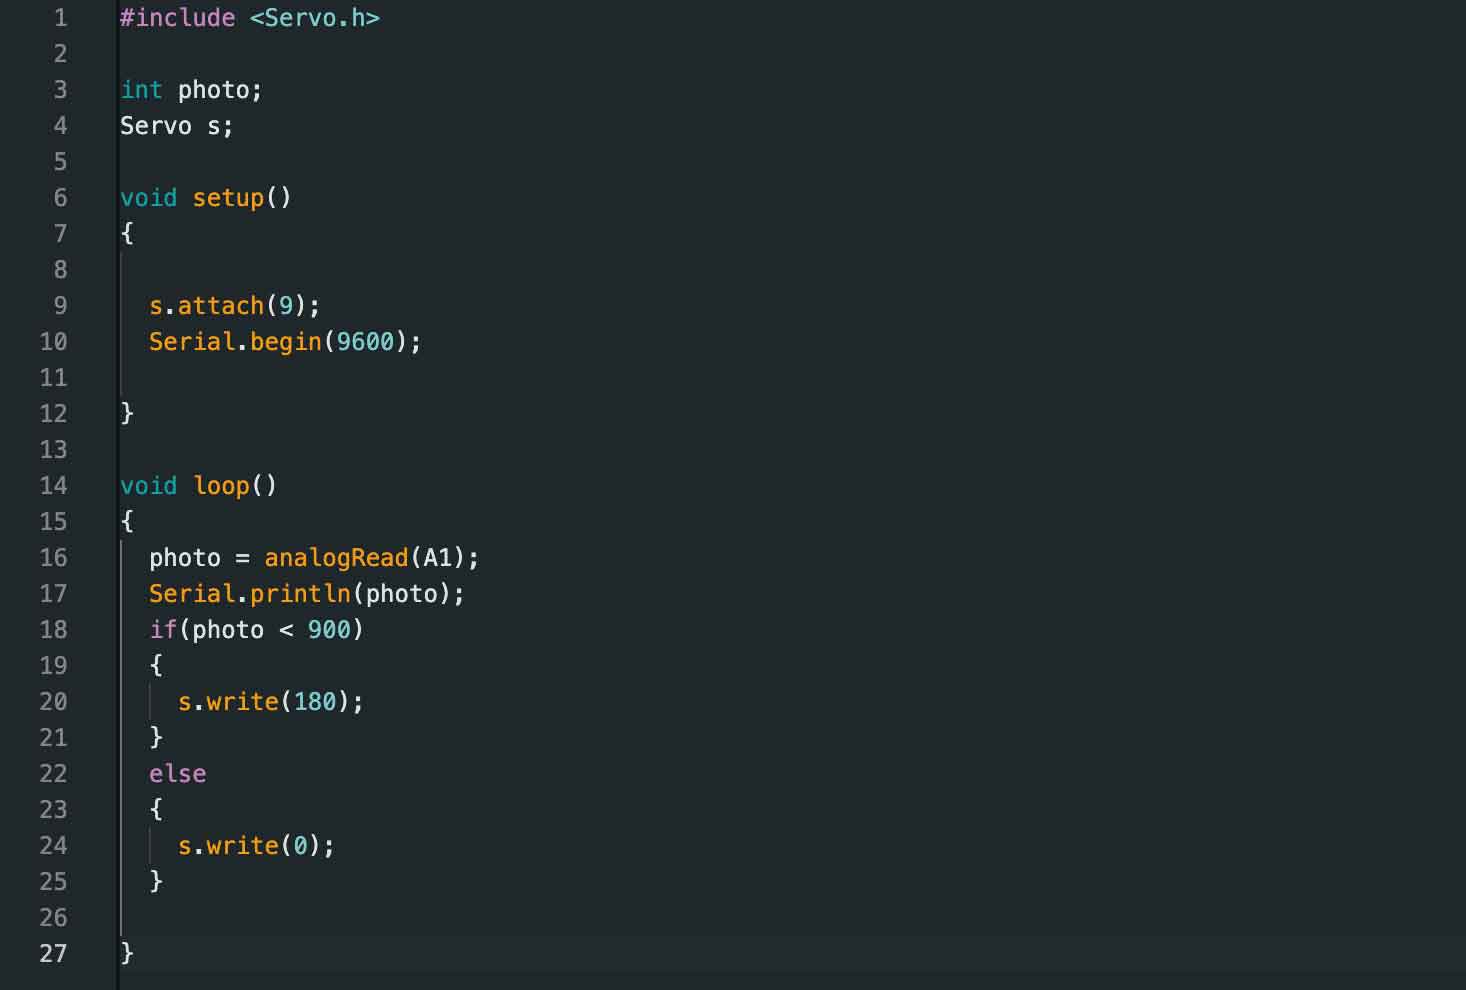 1 #include <Servo.h>
2
3 int photo;
4 Servo s;
5
6 void setup()
7 {
8
9   s.attach(9);
10   Serial.begin(9600);
11
12 }
13
14 void loop()
15 {
16   photo = analogRead(A1);
17   Serial.println(photo);
18   if(photo < 900)
19   {
20     s.write(180);
21   }
22   else
23   {
24     s.write(0);
25   }
26
27 }